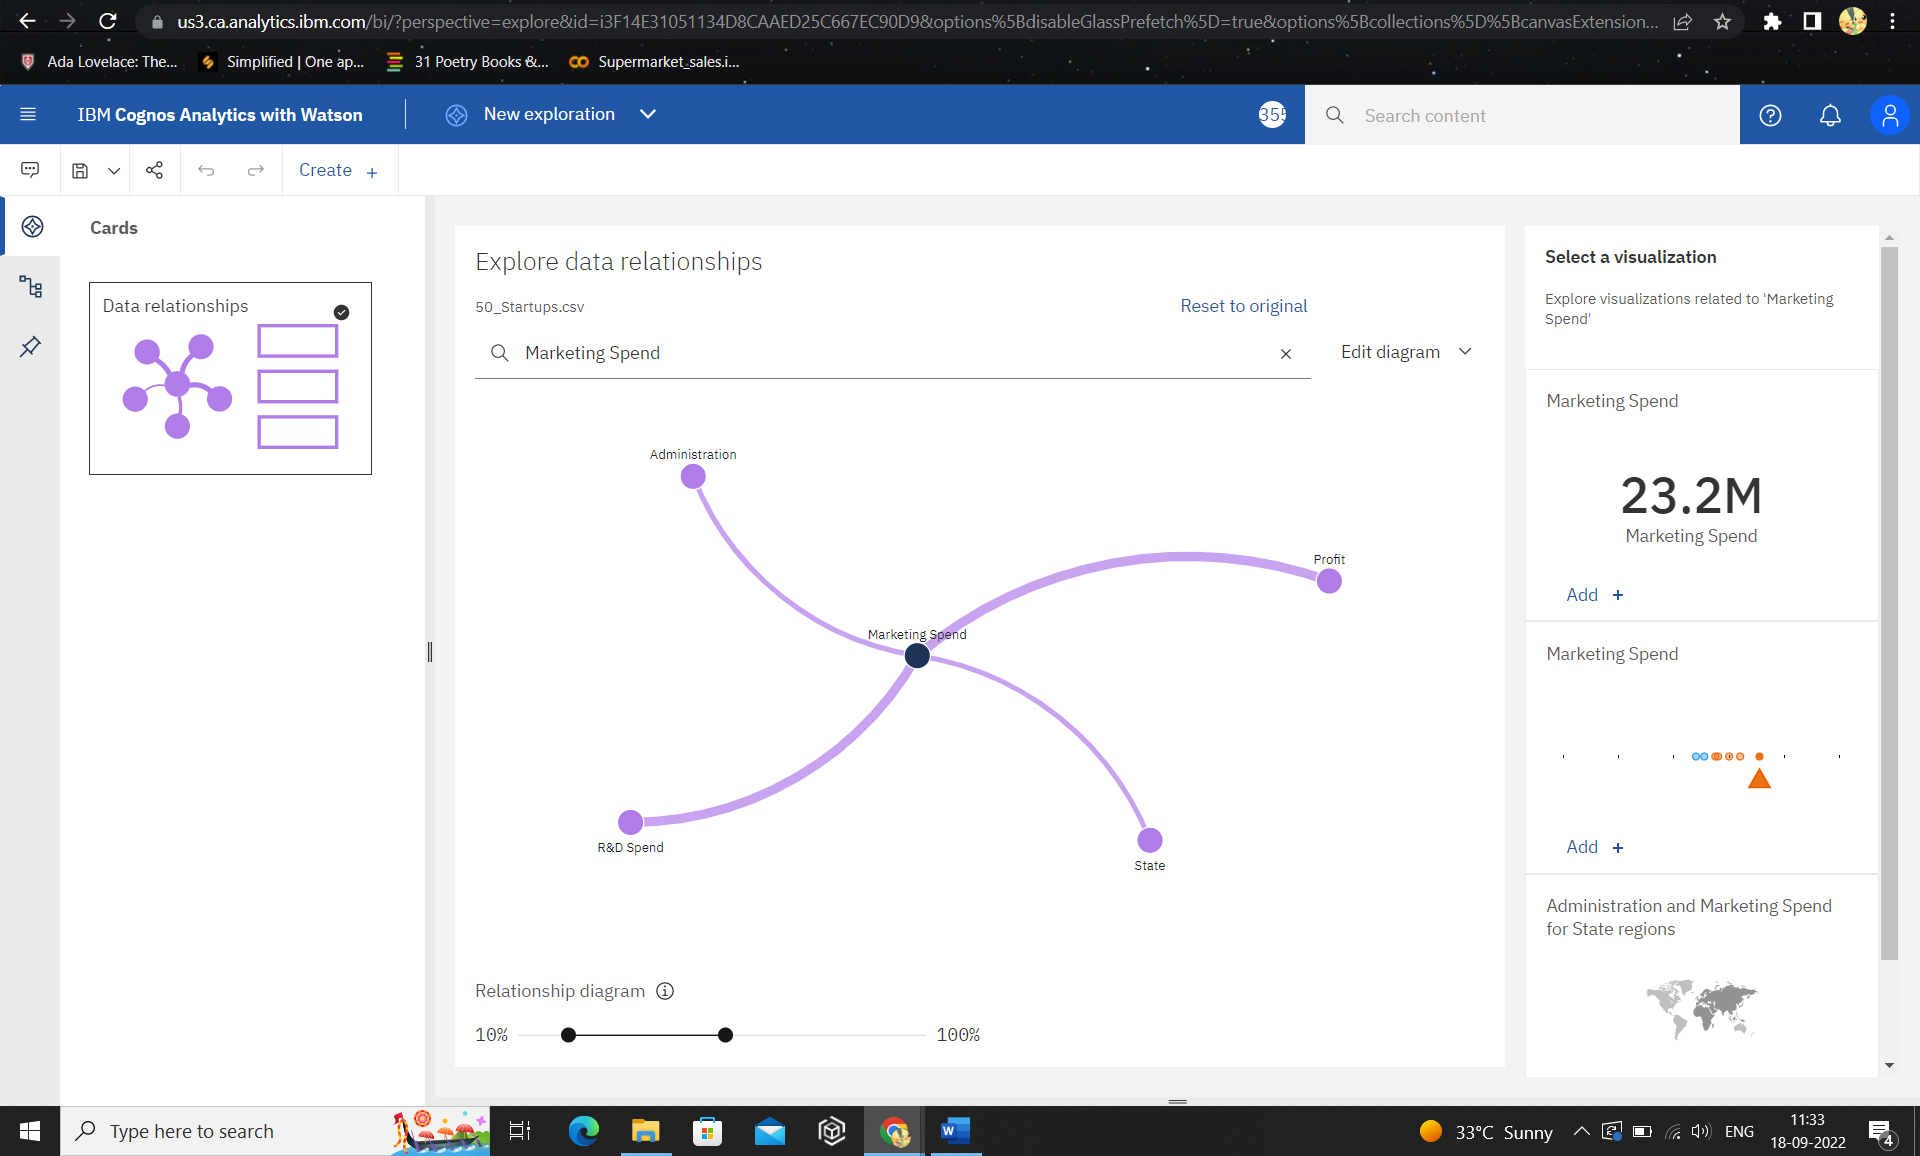 us3.ca.analytics.ibm.com/bi/?perspective=explore&id=i3F14E31051134D8CAAED25C667EC90D9&options%5BdisableGlassPrefetch%5D=true&options%5Bcollections%5D%5BcanvasExtension...
Ada Lovelace: The...
Simplified | One ap...
31 Poetry Books &...
Supermarket_sales.i...
IBM Cognos Analytics with Watson
New exploration
355
Search content
Create +
Cards
Data relationships
Explore data relationships
50_Startups.csv
Reset to original
Marketing Spend
Edit diagram
Administration
Profit
Marketing Spend
R&D Spend
State
Relationship diagram
10%
100%
Select a visualization
Explore visualizations related to 'Marketing
Spend'
Marketing Spend
23.2M
Marketing Spend
Add +
Marketing Spend
Add +
Administration and Marketing Spend
for State regions
Type here to search
33°C Sunny
ENG
11:33
18-09-2022
4